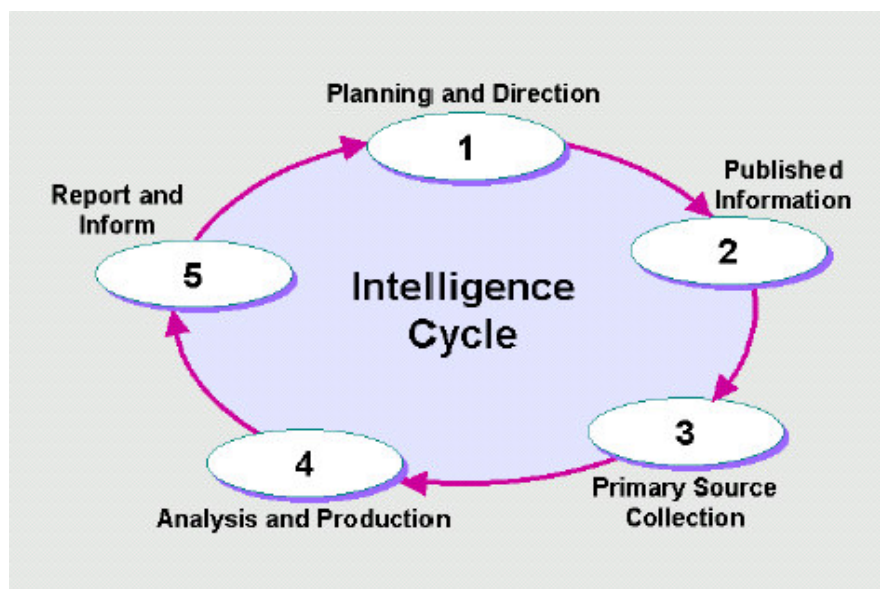 Planning and Direction
1
Published
Information
2
3
Primary Source
Collection
4
Analysis and Production
Report and
Inform
5
Intelligence
Cycle